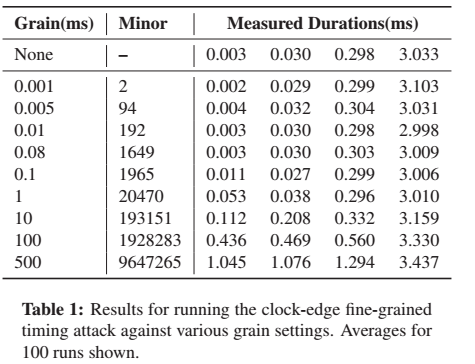 Grain(ms) Minor Measured Durations(ms)
None – 0.003 0.030 0.298 3.033
0.001 2 0.002 0.029 0.299 3.103
0.005 94 0.004 0.032 0.304 3.031
0.01 192 0.003 0.030 0.298 2.998
0.08 1649 0.003 0.030 0.303 3.009
0.1 1965 0.011 0.027 0.299 3.006
1 20470 0.053 0.038 0.296 3.010
10 193151 0.112 0.208 0.332 3.159
100 1928283 0.436 0.469 0.560 3.330
500 9647265 1.045 1.076 1.294 3.437
Table 1: Results for running the clock-edge fine-grained
timing attack against various grain settings. Averages for
100 runs shown.